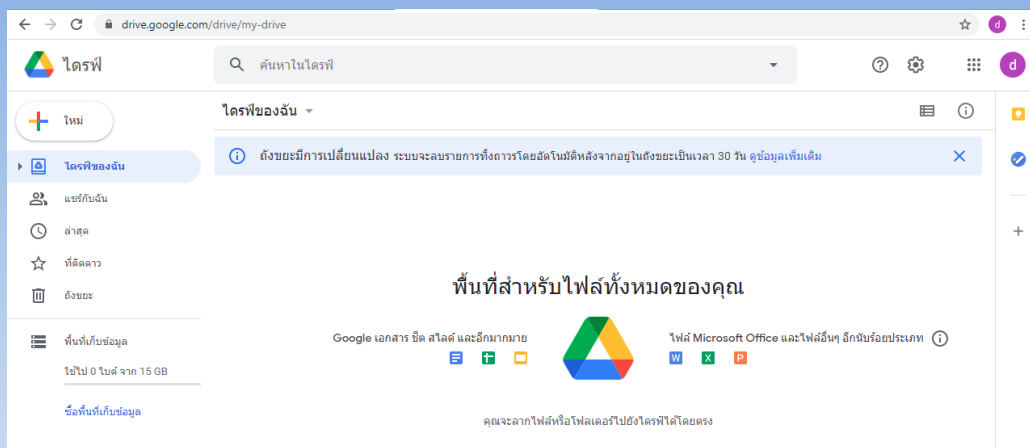 drive.google.com/drive/my-drive
d
ไดรฟ์
ค้นหาในไดรฟ์
d
ใหม่
ไดรฟ์ของฉัน
ไดรฟ์ของฉัน
ถังขยะมีการเปลี่ยนแปลง ระบบจะลบรายการทิ้งถาวรโดยอัตโนมัติหลังจากอยู่ในถังขยะเป็นเวลา 30 วัน ดูข้อมูลเพิ่มเติม
แชร์กับฉัน
ล่าสุด
ที่ติดดาว
ถังขยะ
พื้นที่เก็บข้อมูล
ใช้ไป 0 ไบต์ จาก 15 GB
ซื้อพื้นที่เก็บข้อมูล
พื้นที่สำหรับไฟล์ทั้งหมดของคุณ
Google เอกสาร ชีต สไลด์ และอีกมากมาย
ไฟล์ Microsoft Office และไฟล์อื่นๆ อีกนับร้อยประเภท
W X P
คุณจะลากไฟล์หรือโฟลเดอร์ไปยังไดรฟ์ได้โดยตรง